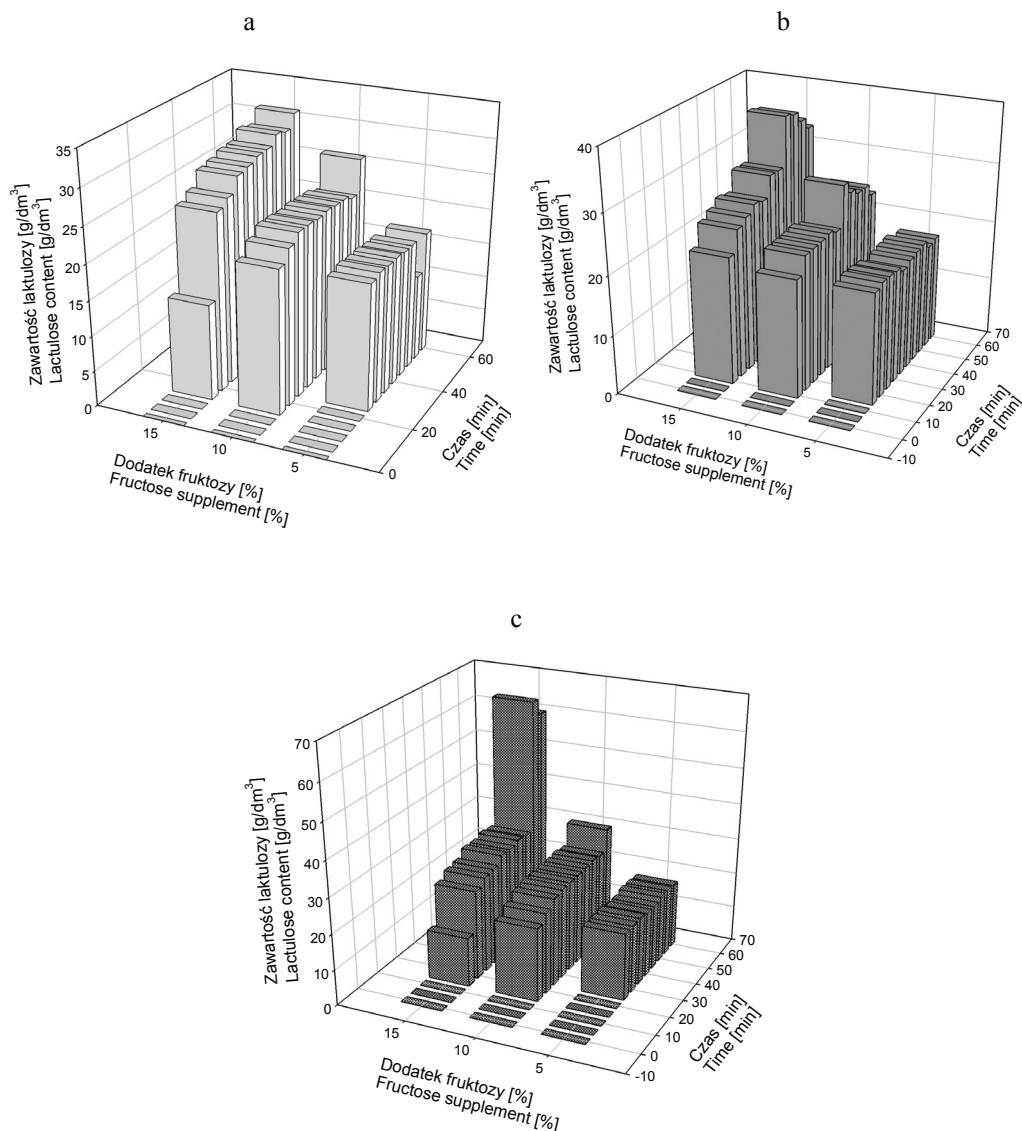 a
35
30
25
20
15
10
5
0
Zawartość laktulozy [g/dm³]
Lactulose content [g/dm³]
15
10
5
Dodatek fruktozy [%]
Fructose supplement [%]
0
20
40
60
Czas [min]
Time [min]
b
40
30
20
10
0
Zawartość laktulozy [g/dm³]
Lactulose content [g/dm³]
15
10
5
Dodatek fruktozy [%]
Fructose supplement [%]
-10
0
10
20
30
40
50
60
70
Czas [min]
Time [min]
c
70
60
50
40
30
20
10
0
Zawartość laktulozy [g/dm³]
Lactulose content [g/dm³]
15
10
5
Dodatek fruktozy [%]
Fructose supplement [%]
-10
0
10
20
30
40
50
60
70
Czas [min]
Time [min]